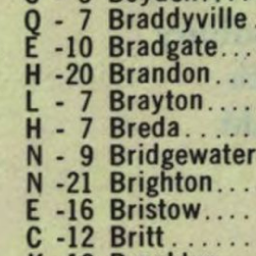 Q - 7 Braddyville .
E -10 Bradgate...
H -20 Brandon...
L - 7 Brayton....
H - 7 Breda.....
N - 9 Bridgewater
N -21 Brighton...
E -16 Bristow....
C -12 Britt......